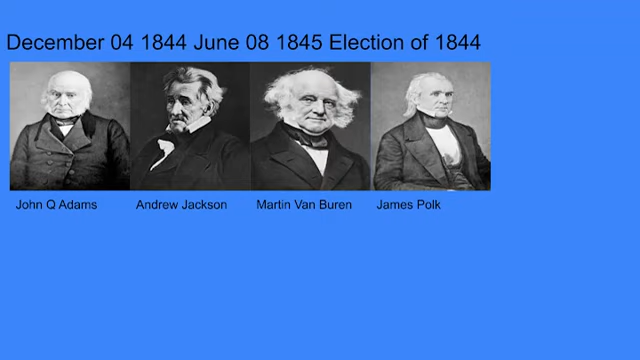 December 04 1844 June 08 1845 Election of 1844
John Q Adams Andrew Jackson Martin Van Buren James Polk